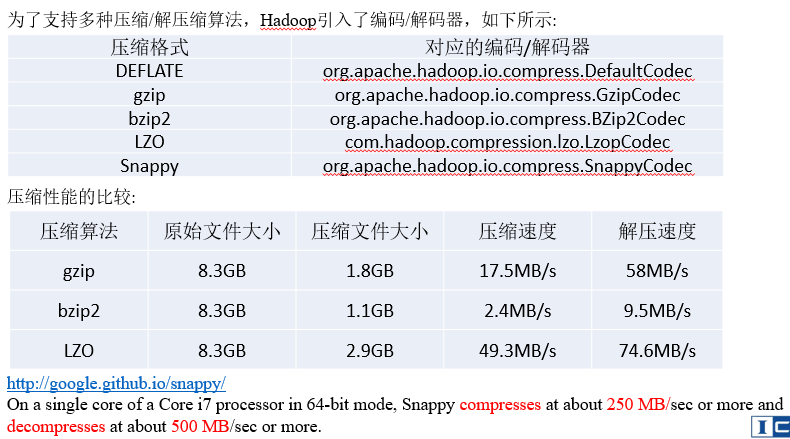 为了支持多种压缩/解压缩算法，Hadoop引入了编码/解码器，如下所示:
压缩格式 对应的编码/解码器
DEFLATE org.apache.hadoop.io.compress.DefaultCodec
gzip org.apache.hadoop.io.compress.GzipCodec
bzip2 org.apache.hadoop.io.compress.BZip2Codec
LZO com.hadoop.compression.lzo.LzopCodec
Snappy org.apache.hadoop.io.compress.SnappyCodec
压缩性能的比较:
压缩算法 原始文件大小 压缩文件大小 压缩速度 解压速度
gzip 8.3GB 1.8GB 17.5MB/s 58MB/s
bzip2 8.3GB 1.1GB 2.4MB/s 9.5MB/s
LZO 8.3GB 2.9GB 49.3MB/s 74.6MB/s
http://google.github.io/snappy/
On a single core of a Core i7 processor in 64-bit mode, Snappy compresses at about 250 MB/sec or more and
decompresses at about 500 MB/sec or more.
IC